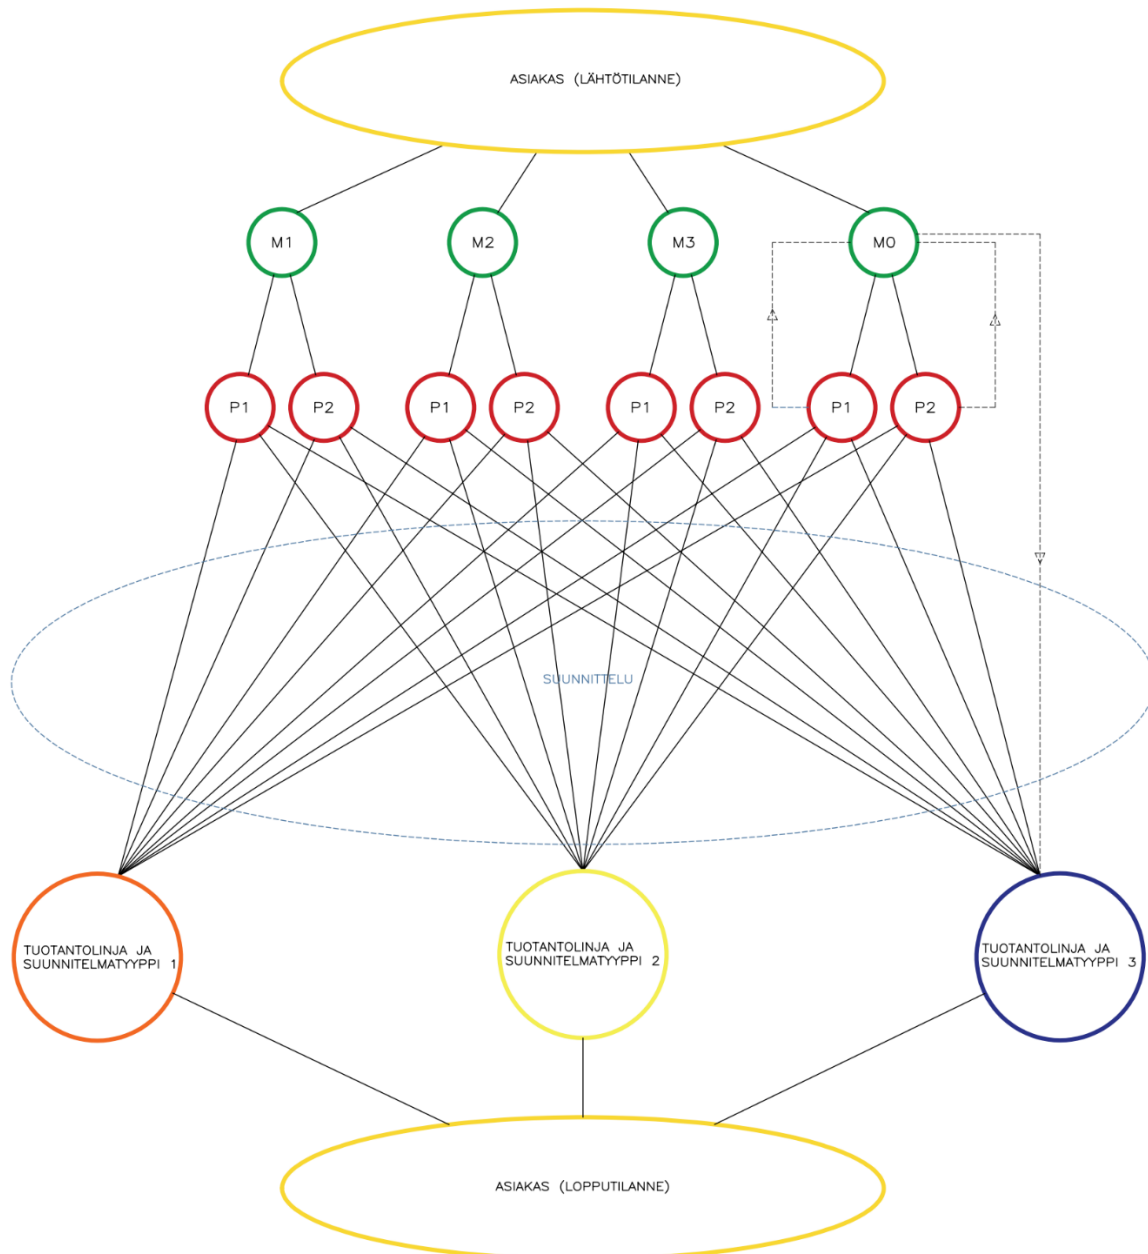 ASIAKAS (LÄHTÖTILANNE)
M1
M2
M3
M0
P1
P2
P1
P2
P1
P2
P1
P2
SUUNNITTELU
TUOTANTOLINJA JA
SUUNNITELMATYYPPI 1
TUOTANTOLINJA JA
SUUNNITELMATYYPPI 2
TUOTANTOLINJA JA
SUUNNITELMATYYPPI 3
ASIAKAS (LOPPUTILANNE)